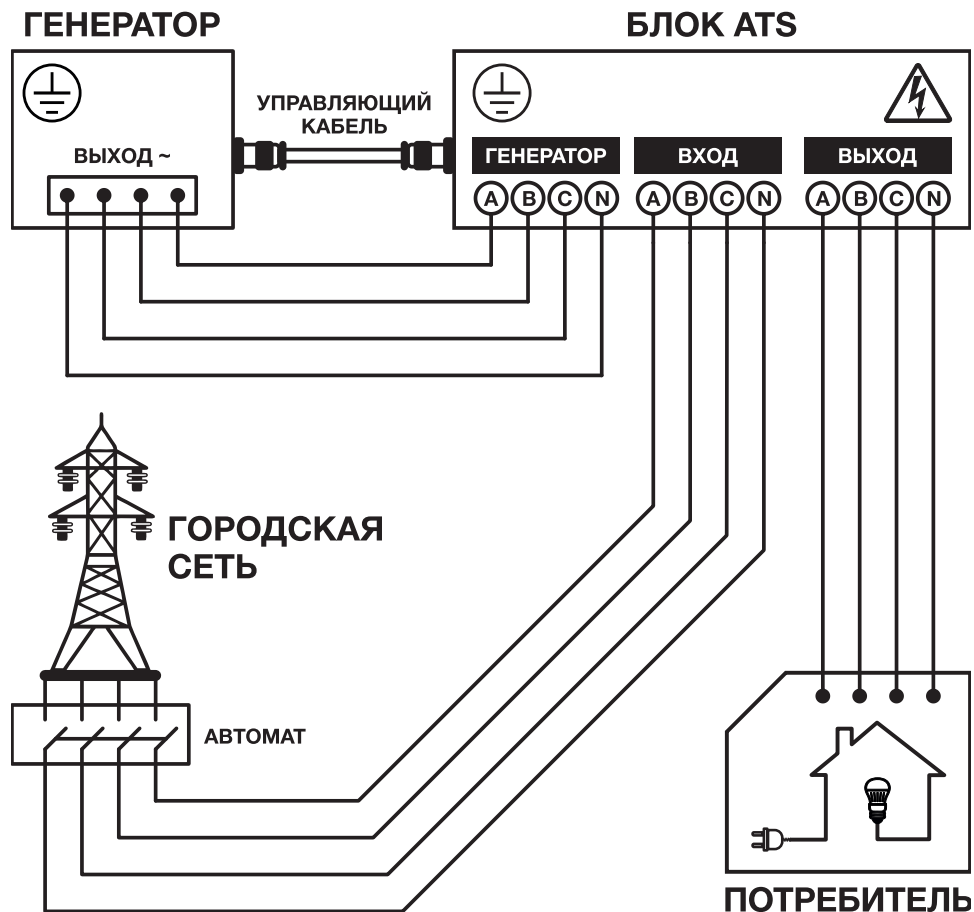 ГЕНЕРАТОР
БЛОК ATS
УПРАВЛЯЮЩИЙ
КАБЕЛЬ
ВЫХОД ~
ГЕНЕРАТОР ВХОД ВЫХОД
A B C N A B C N A B C N
ГОРОДСКАЯ
СЕТЬ
АВТОМАТ
ПОТРЕБИТЕЛЬ